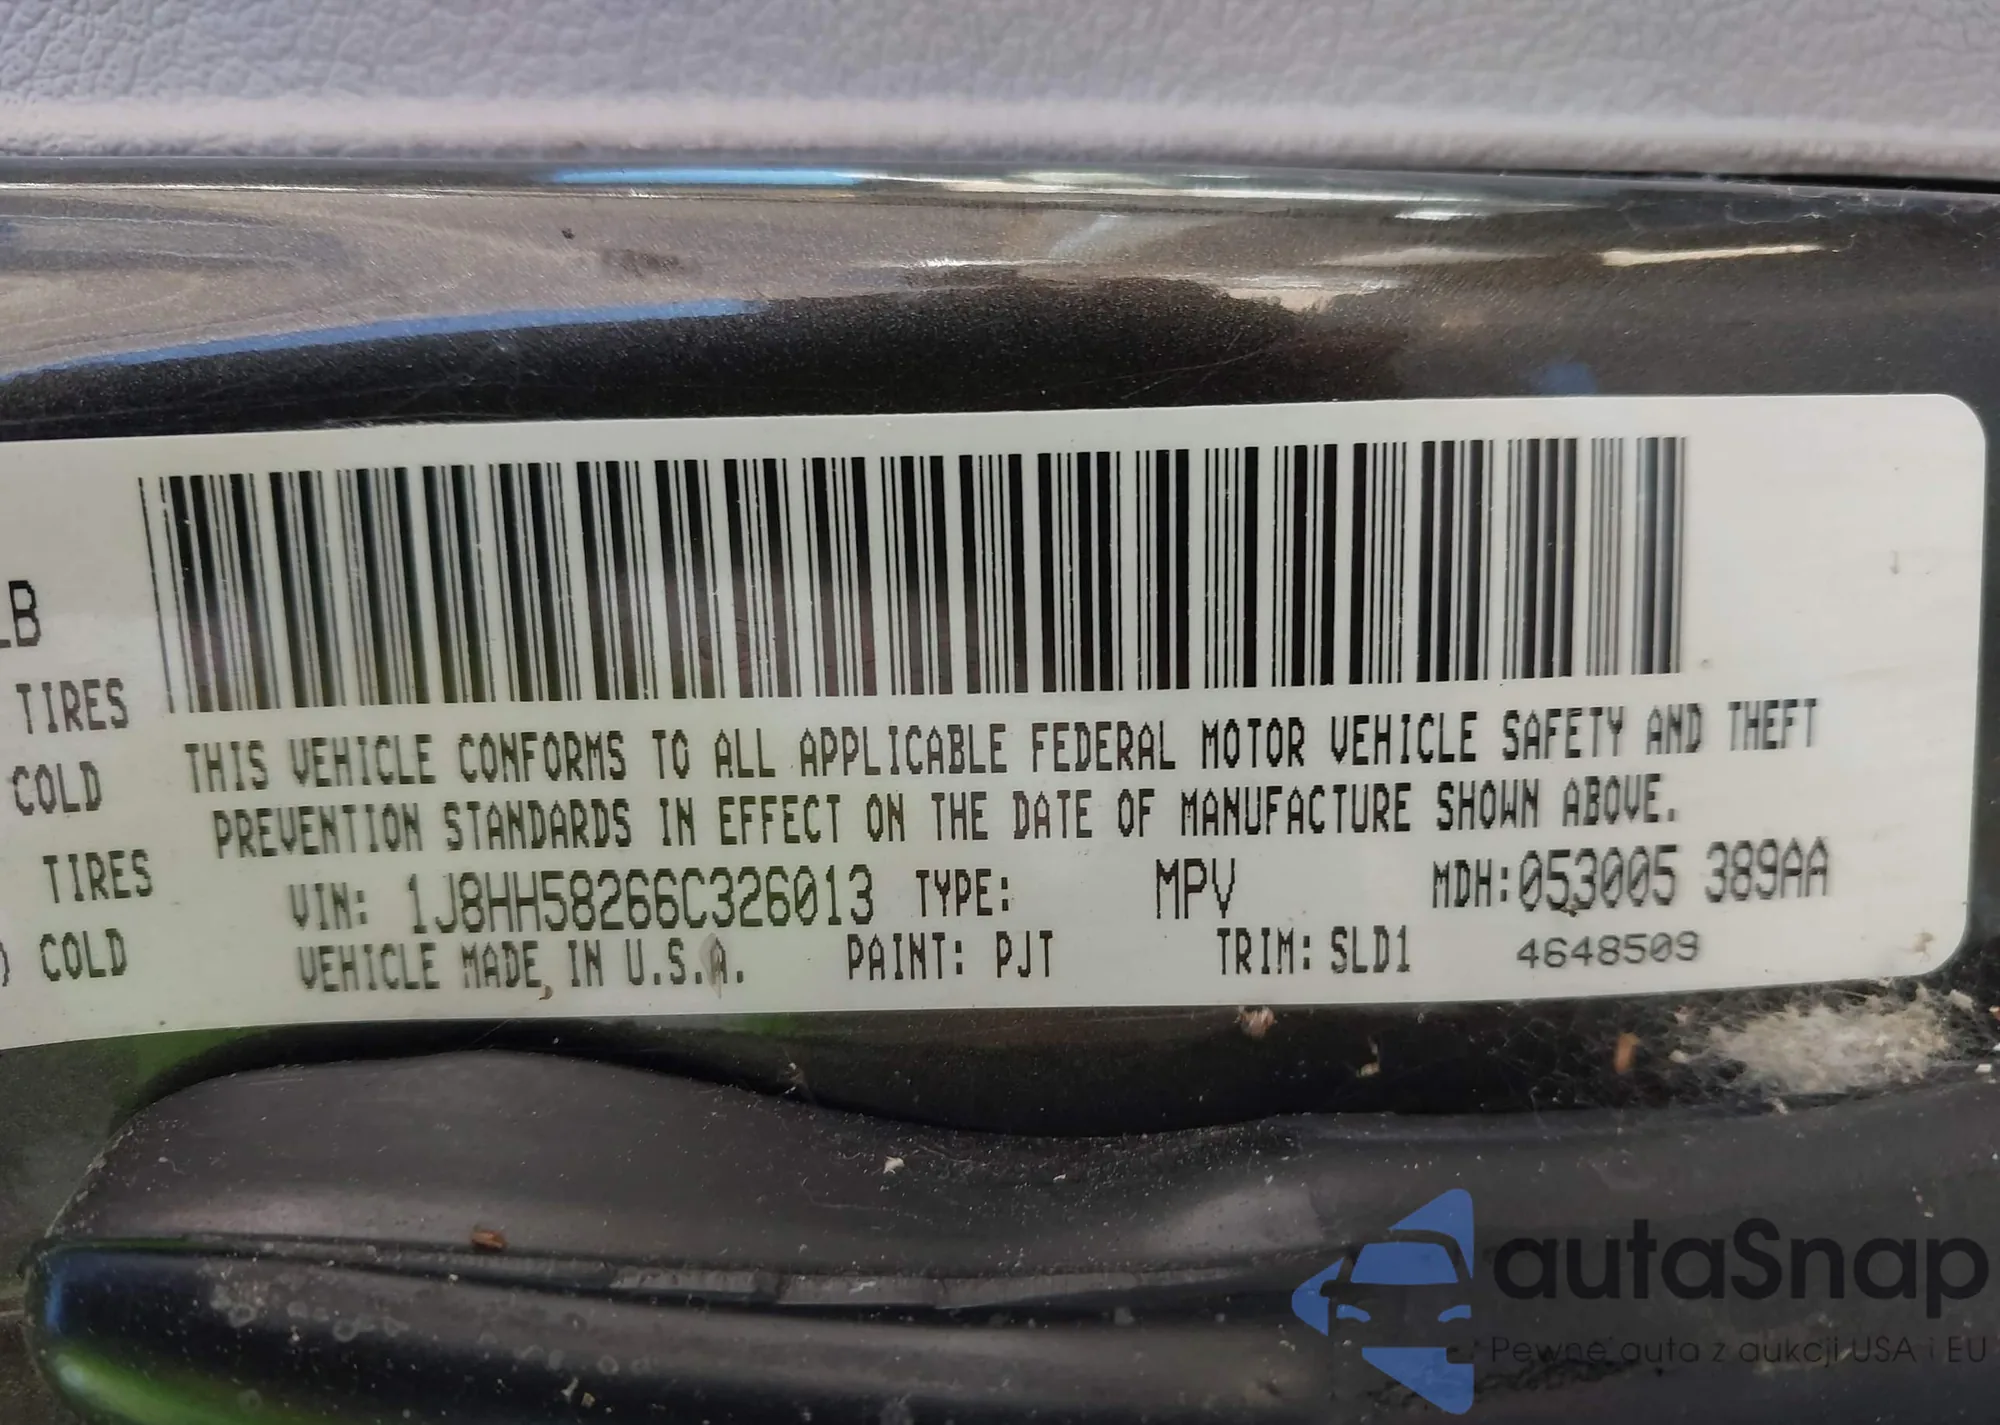 LB
TIRES
COLD
TIRES
) COLD
THIS VEHICLE CONFORMS TO ALL APPLICABLE FEDERAL MOTOR VEHICLE SAFETY AND THEFT
PREVENTION STANDARDS IN EFFECT ON THE DATE OF MANUFACTURE SHOWN ABOVE.
VIN: 1J8HH58266C326013 TYPE: MPV MDH:053005 389AA
VEHICLE MADE IN U.S.A. PAINT: PJT TRIM: SLD1 4648509
autaSnap
Pewne auta z aukcji USA i EU